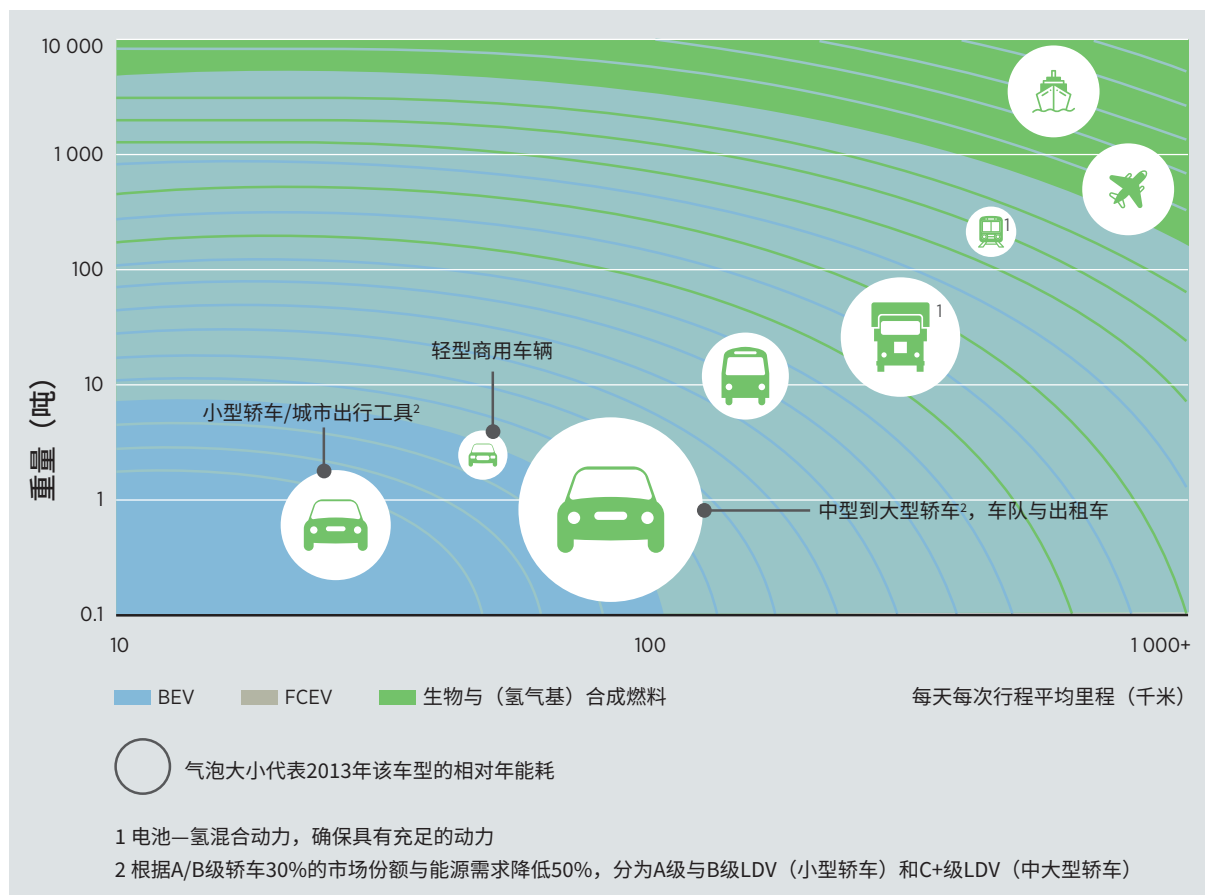 10 000
1 000
100
10
1
0.1
重量（吨）
轻型商用车辆
小型轿车/城市出行工具²
1
1
中型到大型轿车²，车队与出租车
10
100
1 000+
BEV
FCEV
生物与（氢气基）合成燃料
每天每次行程平均里程（千米）
气泡大小代表2013年该车型的相对年能耗
1 电池—氢混合动力，确保具有充足的动力
2 根据A/B级轿车30%的市场份额与能源需求降低50%，分为A级与B级LDV（小型轿车）和C+级LDV（中大型轿车）